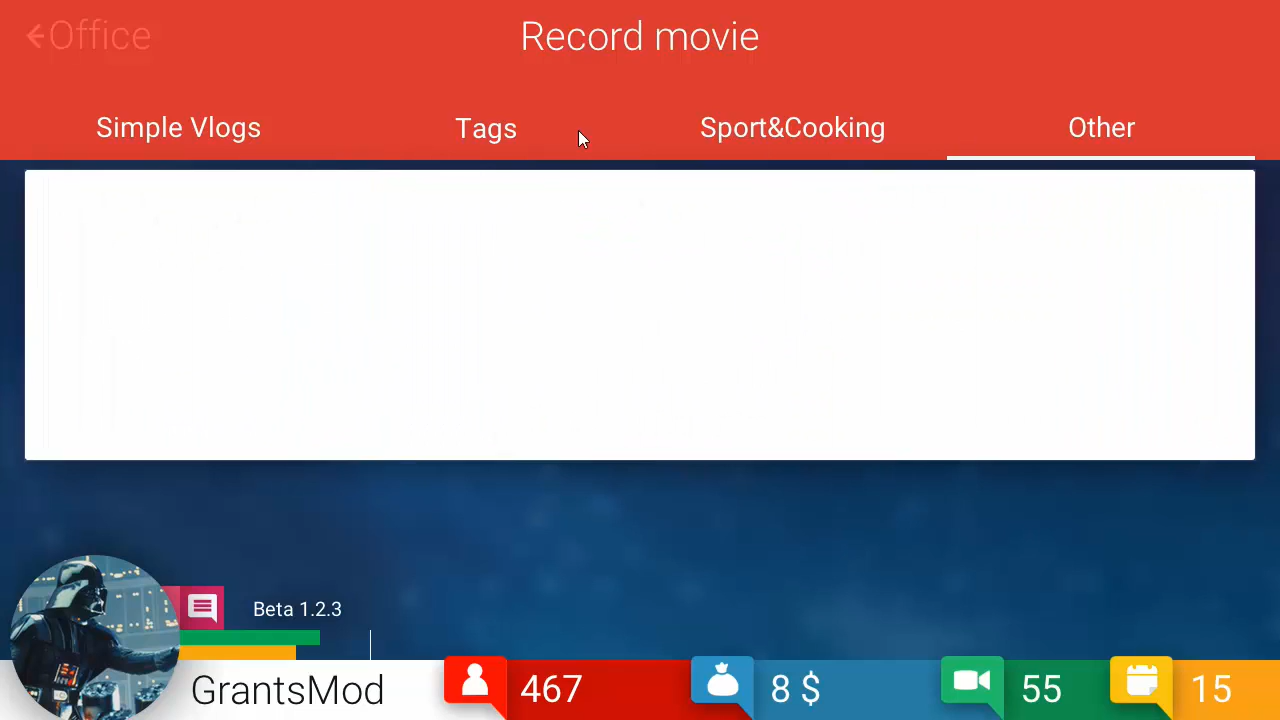 Office
Record movie
Simple Vlogs
Tags
Sport&Cooking
Other
Beta 1.2.3
GrantsMod
467
8 $
55
15